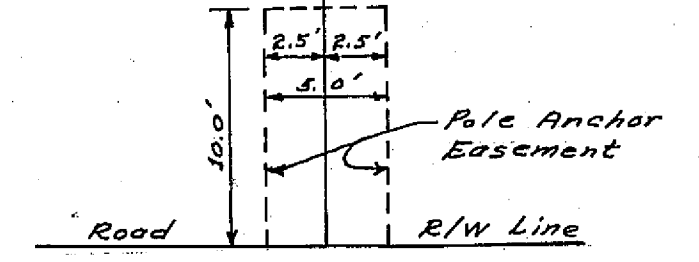 2.5' 2.5'
5.0'
10.0'
Pole Anchor
Easement
Road R/W Line